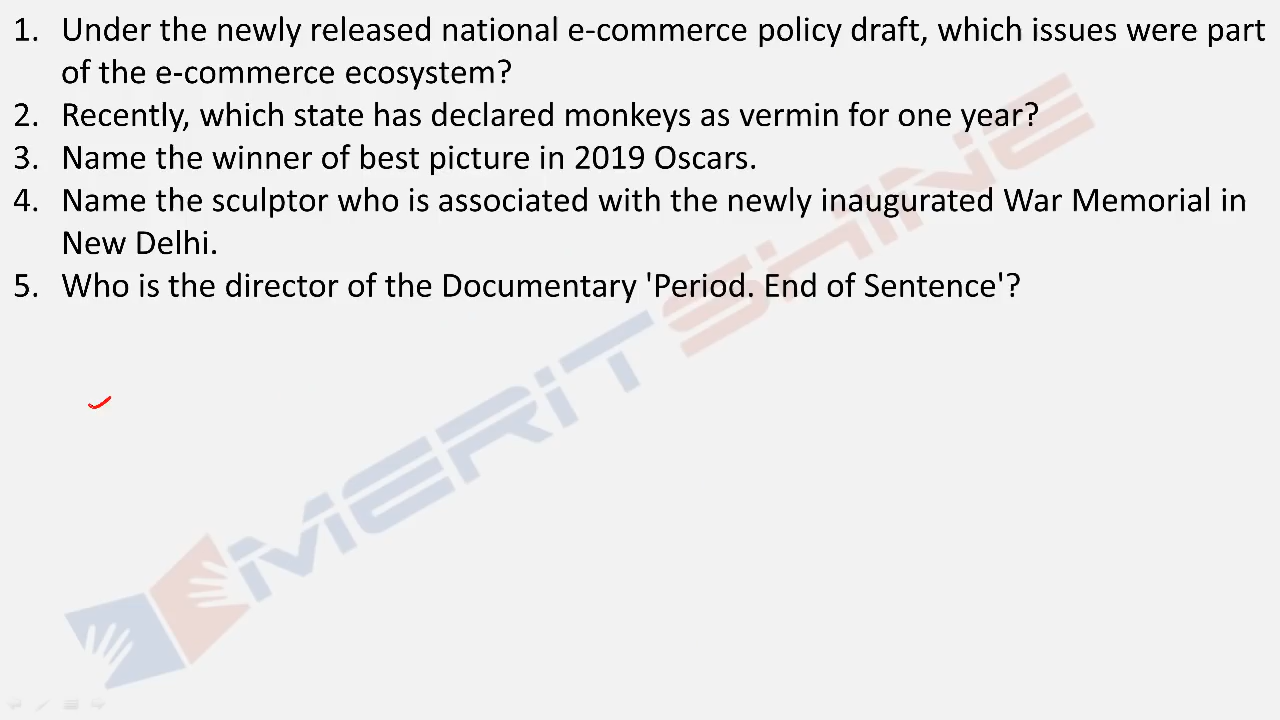 1. Under the newly released national e-commerce policy draft, which issues were part
of the e-commerce ecosystem?
2. Recently, which state has declared monkeys as vermin for one year?
3. Name the winner of best picture in 2019 Oscars.
4. Name the sculptor who is associated with the newly inaugurated War Memorial in
New Delhi.
5. Who is the director of the Documentary 'Period. End of Sentence'?
MERiTSHiNE